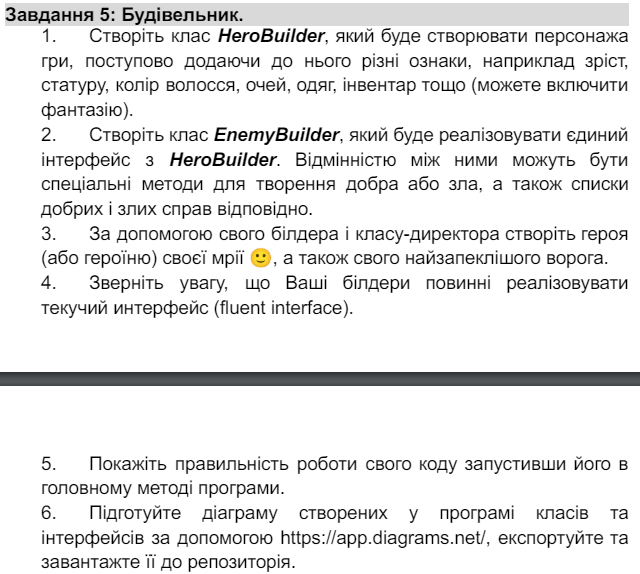 Завдання 5: Будівельник.
1. Створіть клас HeroBuilder, який буде створювати персонажа
гри, поступово додаючи до нього різні ознаки, наприклад зріст,
статуру, колір волосся, очей, одяг, інвентар тощо (можете включити
фантазію).
2. Створіть клас EnemyBuilder, який буде реалізовувати єдиний
інтерфейс з HeroBuilder. Відмінністю між ними можуть бути
спеціальні методи для творення добра або зла, а також списки
добрих і злих справ відповідно.
3. За допомогою свого білдера і класу-директора створіть героя
(або героїню) своєї мрії 🙂, а також свого найзапеклішого ворога.
4. Зверніть увагу, що Ваші білдери повинні реалізовувати
текучий интерфейс (fluent interface).
5. Покажіть правильність роботи свого коду запустивши його в
головному методі програми.
6. Підготуйте діаграму створених у програмі класів та
інтерфейсів за допомогою https://app.diagrams.net/, експортуйте та
завантажте її до репозиторія.